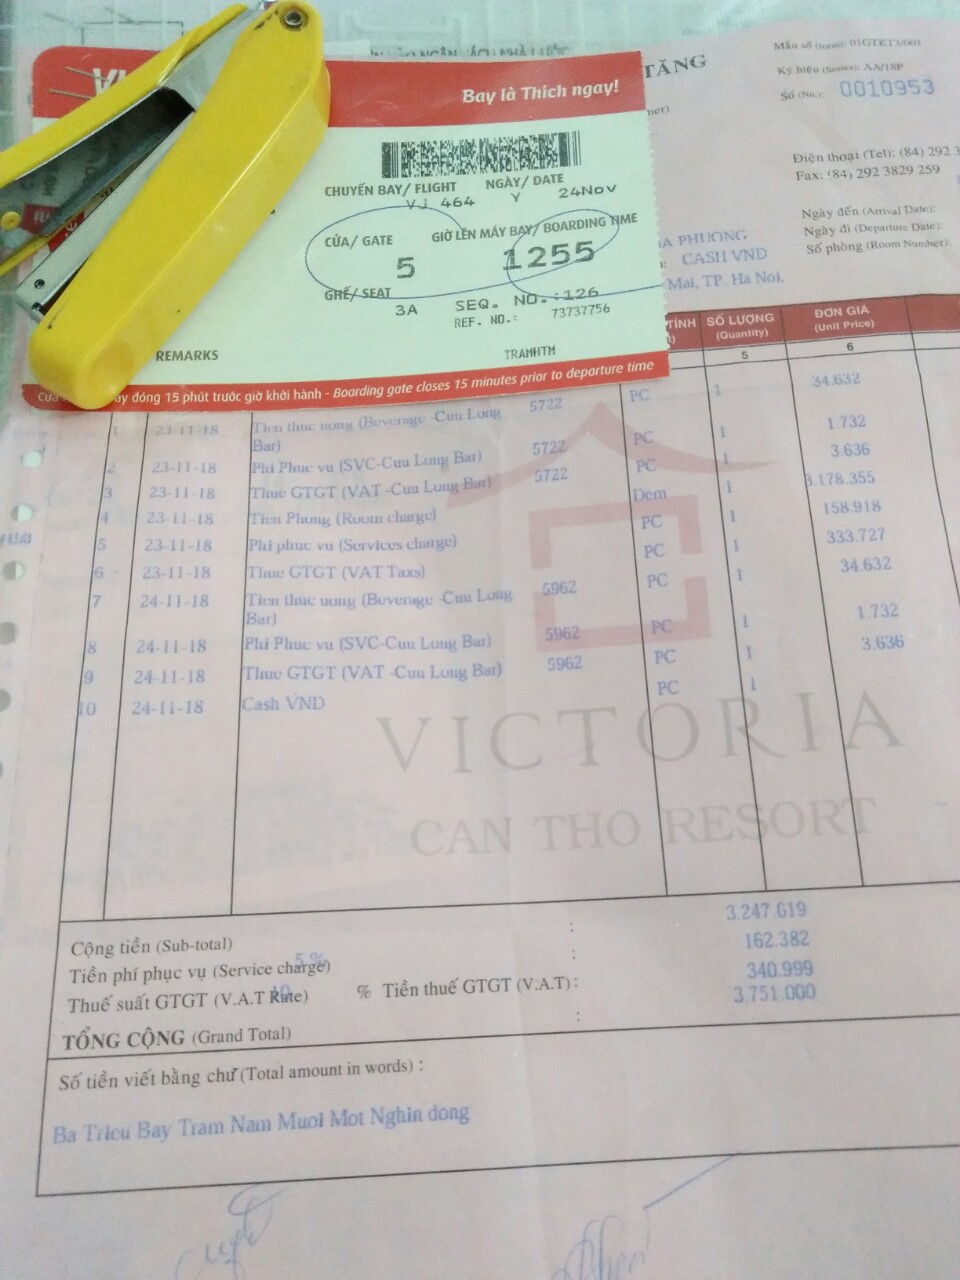 Bay là Thích ngay!
CHUYẾN BAY/ FLIGHT NGÀY/ DATE
VJ 464 Y 24Nov
CỬA/ GATE GIỜ LÊN MÁY BAY/ BOARDING TIME
5 1255
GHẾ/ SEAT
3A SEQ. NO.:126
REF. NO.: 73737756
REMARKS TRAMHTM
đóng 15 phút trước giờ khởi hành - Boarding gate closes 15 minutes prior to departure time
TĂNG
Mẫu số (form): 01GTKT3/001
Ký hiệu (Series): AA/18P
Số (No.): 0010953
Điện thoại (Tel): (84) 292 3
Fax: (84) 292 3829 259
Ngày đến (Arrival Date):
PHUONG Ngày đi (Departure Date):
CASH VND Số phòng (Room Number):
Mai, TP. Ha Noi,
TÍNH SỐ LƯỢNG ĐƠN GIÁ
(Quantity) (Unit Price)
5 6
1 23-11-18 Tien thuc uong (Beverage -Cuu Long 5722 PC 1 34.632
Bar)
2 23-11-18 Phi Phuc vu (SVC-Cuu Long Bar) 5722 PC 1 1.732
3 23-11-18 Thue GTGT (VAT -Cuu Long Bar) 5722 PC 1 3.636
4 23-11-18 Tien Phong (Room charge) Dem 1 3.178.355
5 23-11-18 Phi phuc vu (Services charge) PC 1 158.918
6 23-11-18 Thue GTGT (VAT Taxs) PC 1 333.727
7 24-11-18 Tien thuc uong (Beverage -Cuu Long 5962 PC 1 34.632
Bar)
8 24-11-18 Phi Phuc vu (SVC-Cuu Long Bar) 5962 PC 1 1.732
9 24-11-18 Thue GTGT (VAT -Cuu Long Bar) 5962 PC 1 3.636
10 24-11-18 Cash VND PC 1
VICTORIA
CAN THO RESORT
Cộng tiền (Sub-total) : 3.247.619
Tiền phí phục vụ (Service charge) 5 % : 162.382
Thuế suất GTGT (V.A.T Rate) 10 % Tiền thuế GTGT (V.A.T): 340.999
TỔNG CỘNG (Grand Total) : 3.751.000
Số tiền viết bằng chữ (Total amount in words) :
Ba Trieu Bay Tram Nam Muoi Mot Nghin dong